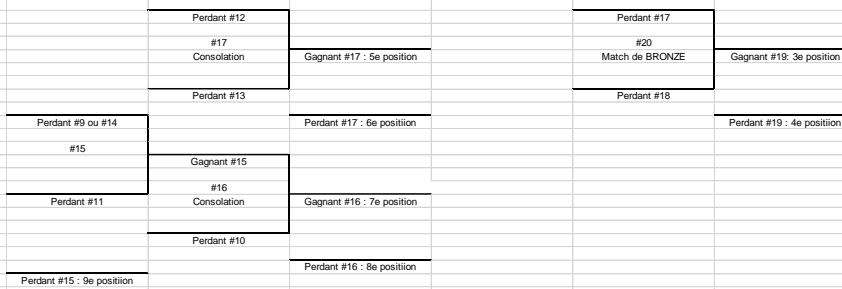 Perdant #12
Perdant #17
#17
#20
Consolation
Gagnant #17 : 5e position
Match de BRONZE
Gagnant #19: 3e position
Perdant #13
Perdant #18
Perdant #9 ou #14
Perdant #17 : 6e positiion
Perdant #19 : 4e positiion
#15
Gagnant #15
#16
Perdant #11
Consolation
Gagnant #16 : 7e position
Perdant #10
Perdant #16 : 8e positiion
Perdant #15 : 9e positiion